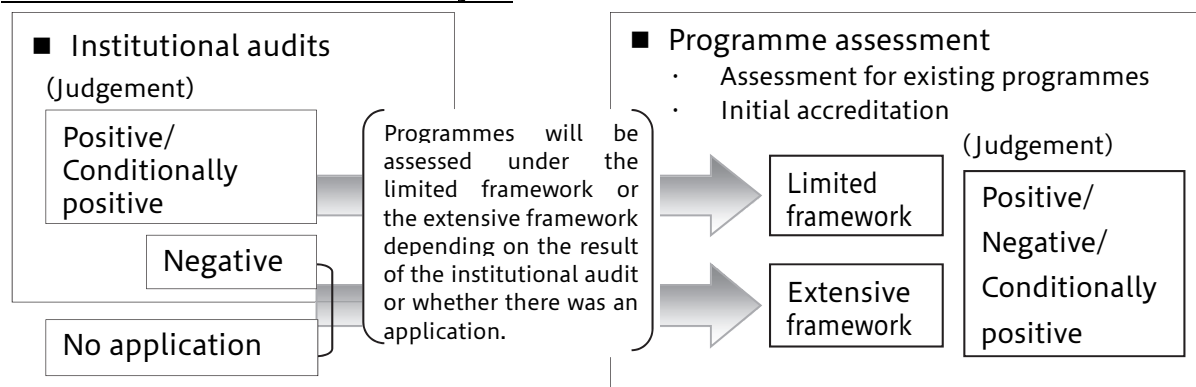 ■ Institutional audits
(Judgement)
Positive/
Conditionally
positive
Negative
No application
Programmes will be
assessed under the
limited framework or
the extensive framework
depending on the result
of the institutional audit
or whether there was an
application.
■ Programme assessment
· Assessment for existing programmes
· Initial accreditation
Limited
framework
Extensive
framework
(Judgement)
Positive/
Negative/
Conditionally
positive